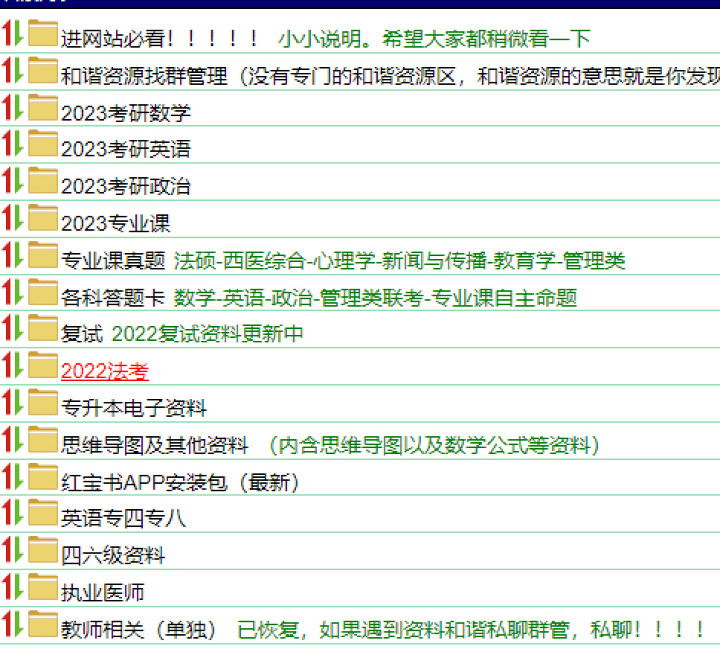 进网站必看！！！！！ 小小说明。希望大家都稍微看一下
和谐资源找群管理（没有专门的和谐资源区，和谐资源的意思就是你发现
2023考研数学
2023考研英语
2023考研政治
2023专业课
专业课真题 法硕-西医综合-心理学-新闻与传播-教育学-管理类
各科答题卡 数学-英语-政治-管理类联考-专业课自主命题
复试 2022复试资料更新中
2022法考
专升本电子资料
思维导图及其他资料 （内含思维导图以及数学公式等资料）
红宝书APP安装包（最新）
英语专四专八
四六级资料
执业医师
教师相关（单独） 已恢复，如果遇到资料和谐私聊群管，私聊！！！！